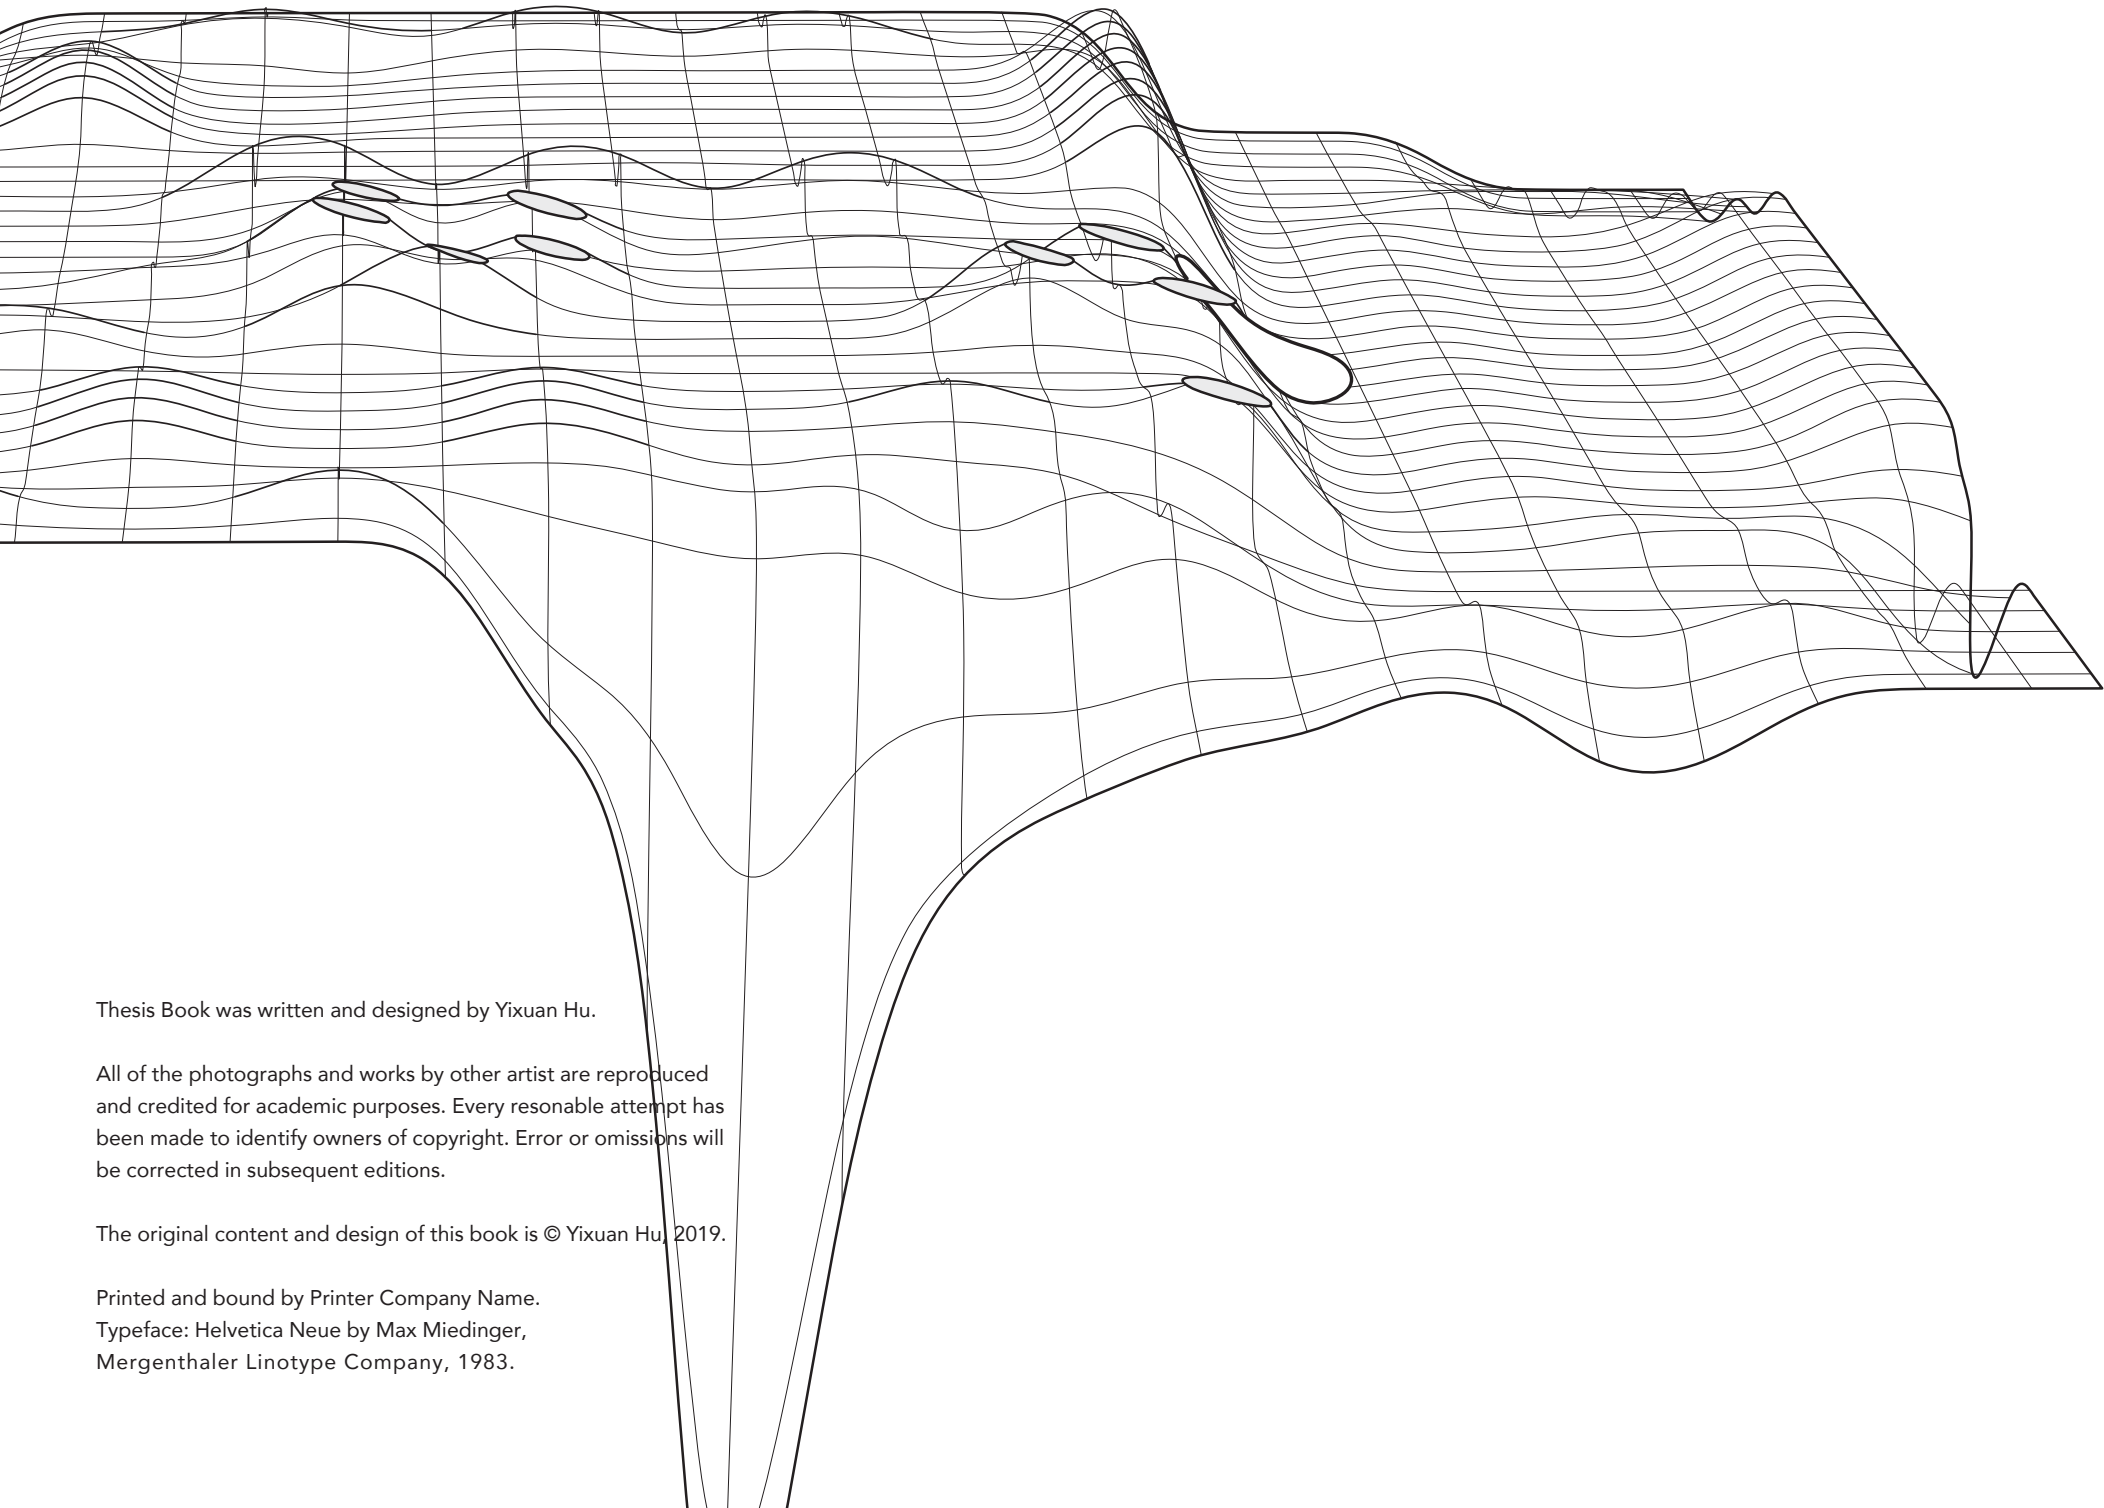 Thesis Book was written and designed by Yixuan Hu.
All of the photographs and works by other artist are reproduced
and credited for academic purposes. Every resonable attempt has
been made to identify owners of copyright. Error or omissions will
be corrected in subsequent editions.
The original content and design of this book is © Yixuan Hu, 2019.
Printed and bound by Printer Company Name.
Typeface: Helvetica Neue by Max Miedinger,
Mergenthaler Linotype Company, 1983.